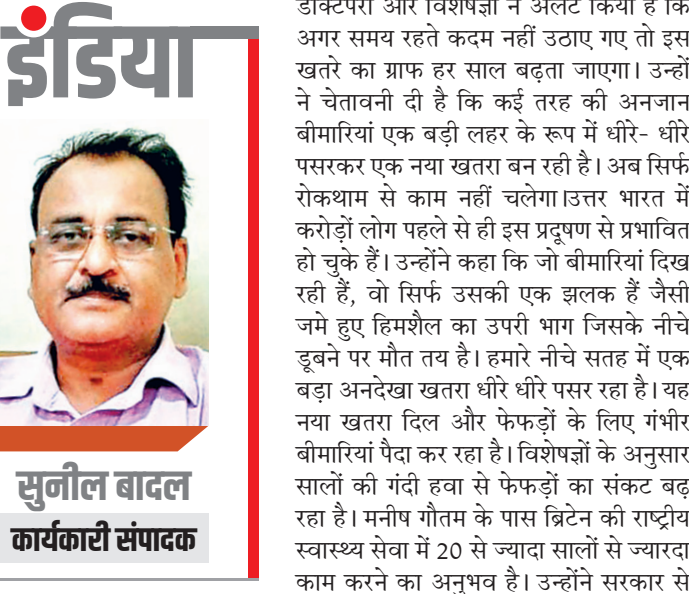 इंडिया
सुनील बादल
कार्यकारी संपादक
डॉक्टपरों और विशेषज्ञों ने अलर्ट किया है कि
अगर समय रहते कदम नहीं उठाए गए तो इस
खतरे का ग्राफ हर साल बढ़ता जाएगा। उन्हों
ने चेतावनी दी है कि कई तरह की अनजान
बीमारियां एक बड़ी लहर के रूप में धीरे- धीरे
पसरकर एक नया खतरा बन रही है। अब सिर्फ
रोकथाम से काम नहीं चलेगा।उत्तर भारत में
करोड़ों लोग पहले से ही इस प्रदूषण से प्रभावित
हो चुके हैं। उन्होंने कहा कि जो बीमारियां दिख
रही हैं, वो सिर्फ उसकी एक झलक हैं जैसी
जमे हुए हिमशैल का उपरी भाग जिसके नीचे
डूबने पर मौत तय है। हमारे नीचे सतह में एक
बड़ा अनदेखा खतरा धीरे धीरे पसर रहा है। यह
नया खतरा दिल और फेफड़ों के लिए गंभीर
बीमारियां पैदा कर रहा है। विशेषज्ञों के अनुसार
सालों की गंदी हवा से फेफड़ों का संकट बढ़
रहा है। मनीष गौतम के पास ब्रिटेन की राष्ट्रीय
स्वास्थ्य सेवा में 20 से ज्यादा सालों से ज्यारदा
काम करने का अनुभव है। उन्होंने सरकार से